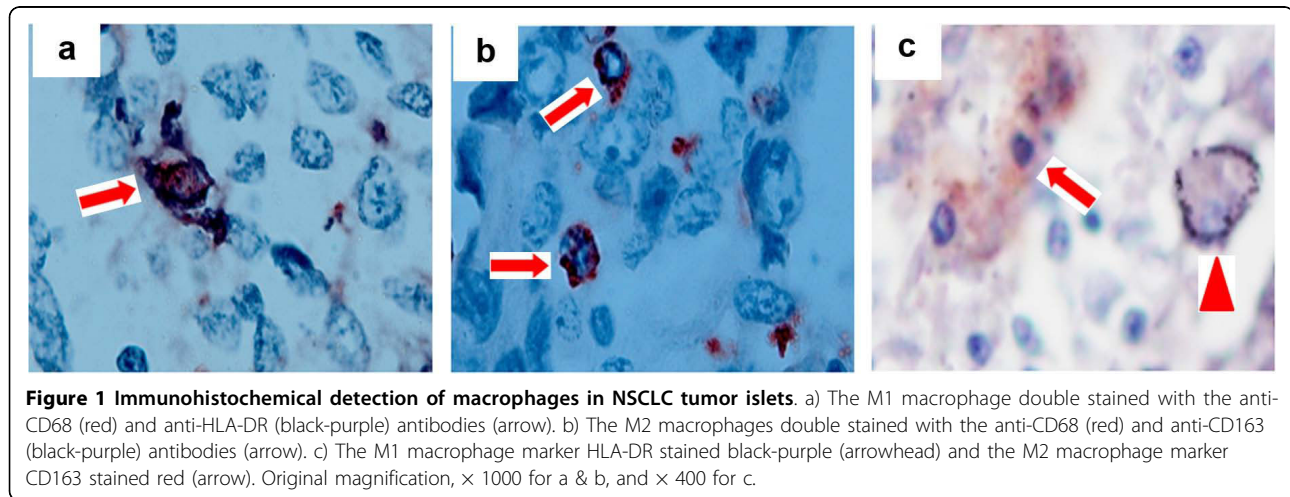 a
b
c
Figure 1 Immunohistochemical detection of macrophages in NSCLC tumor islets. a) The M1 macrophage double stained with the anti-
CD68 (red) and anti-HLA-DR (black-purple) antibodies (arrow). b) The M2 macrophages double stained with the anti-CD68 (red) and anti-CD163
(black-purple) antibodies (arrow). c) The M1 macrophage marker HLA-DR stained black-purple (arrowhead) and the M2 macrophage marker
CD163 stained red (arrow). Original magnification, × 1000 for a & b, and × 400 for c.